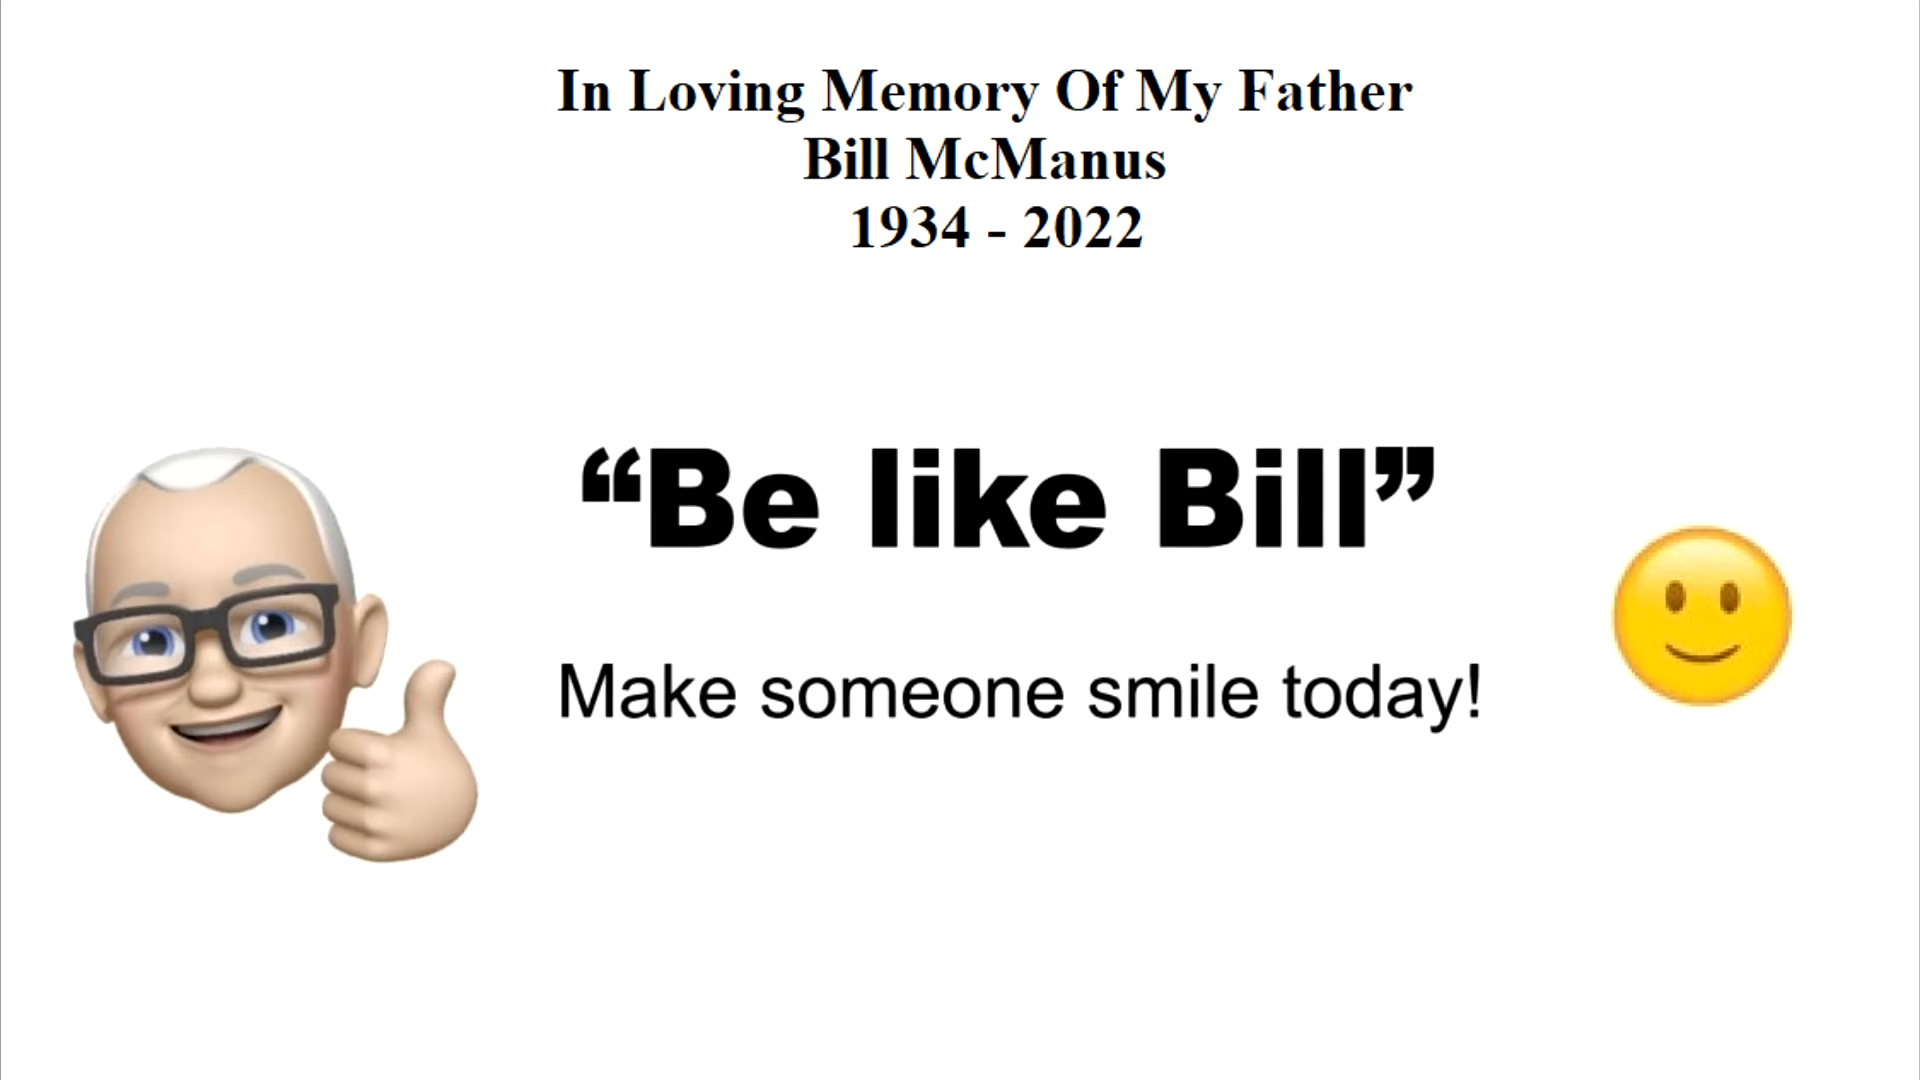 In Loving Memory Of My Father
Bill McManus
1934 - 2022
“Be like Bill”
Make someone smile today!